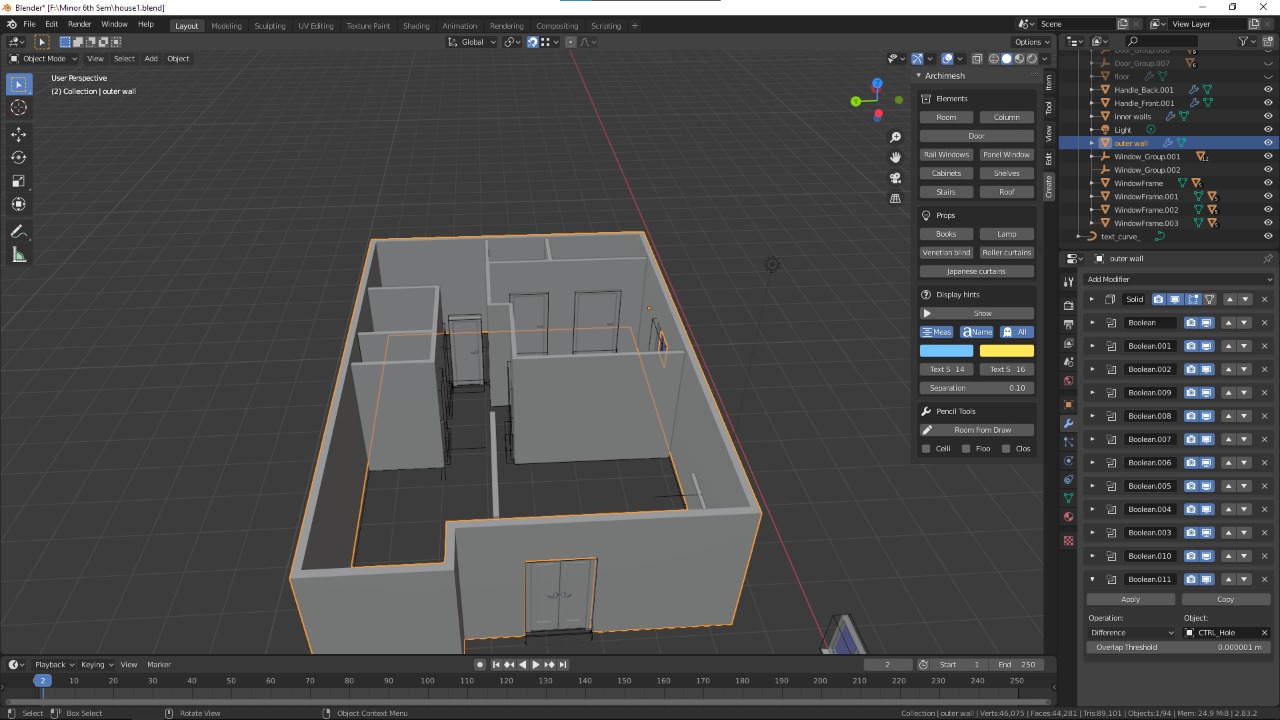 Blender* [F:\Minor 6th Sem\house1.blend]
File Edit Render Window Help Layout Modeling Sculpting UV Editing Texture Paint Shading Animation Rendering Compositing Scripting + Scene View Layer
Global Options
Object Mode View Select Add Object
User Perspective
(2) Collection | outer wall
Archimesh
Elements
Room Column
Door
Rail Windows Panel Window
Cabinets Shelves
Stairs Roof
Props
Books Lamp
Venetian blind Roller curtains
Japanese curtains
Display hints
Show
Meas Name All
Text S 14 Text S 16
Separation 0.10
Pencil Tools
Room from Draw
Ceili Floo Clos
Item
Tool
View
Edit
Create
Z
Y
Door_Group.007
floor
Handle_Back.001
Handle_Front.001
inner walls
Light
outer wall
Window_Group.001
Window_Group.002
WindowFrame
WindowFrame.001
WindowFrame.002
WindowFrame.003
text_curve_
outer wall
Add Modifier
Solid
Boolean
Boolean.001
Boolean.002
Boolean.009
Boolean.008
Boolean.007
Boolean.006
Boolean.005
Boolean.004
Boolean.003
Boolean.010
Boolean.011
Apply Copy
Operation: Object:
Difference CTRL_Hole
Overlap Threshold 0.000001 m
Playback Keying View Marker 2 Start 1 End 250
2 10 20 30 40 50 60 70 80 90 100 110 120 130 140 150 160 170 180 190 200 210 220 230 240 250
Select Box Select Rotate View Object Context Menu Collection | outer wall | Verts:46,075 | Faces:44,281 | Tris:89,101 | Objects:1/94 | Mem: 24.9 MiB | 2.83.2